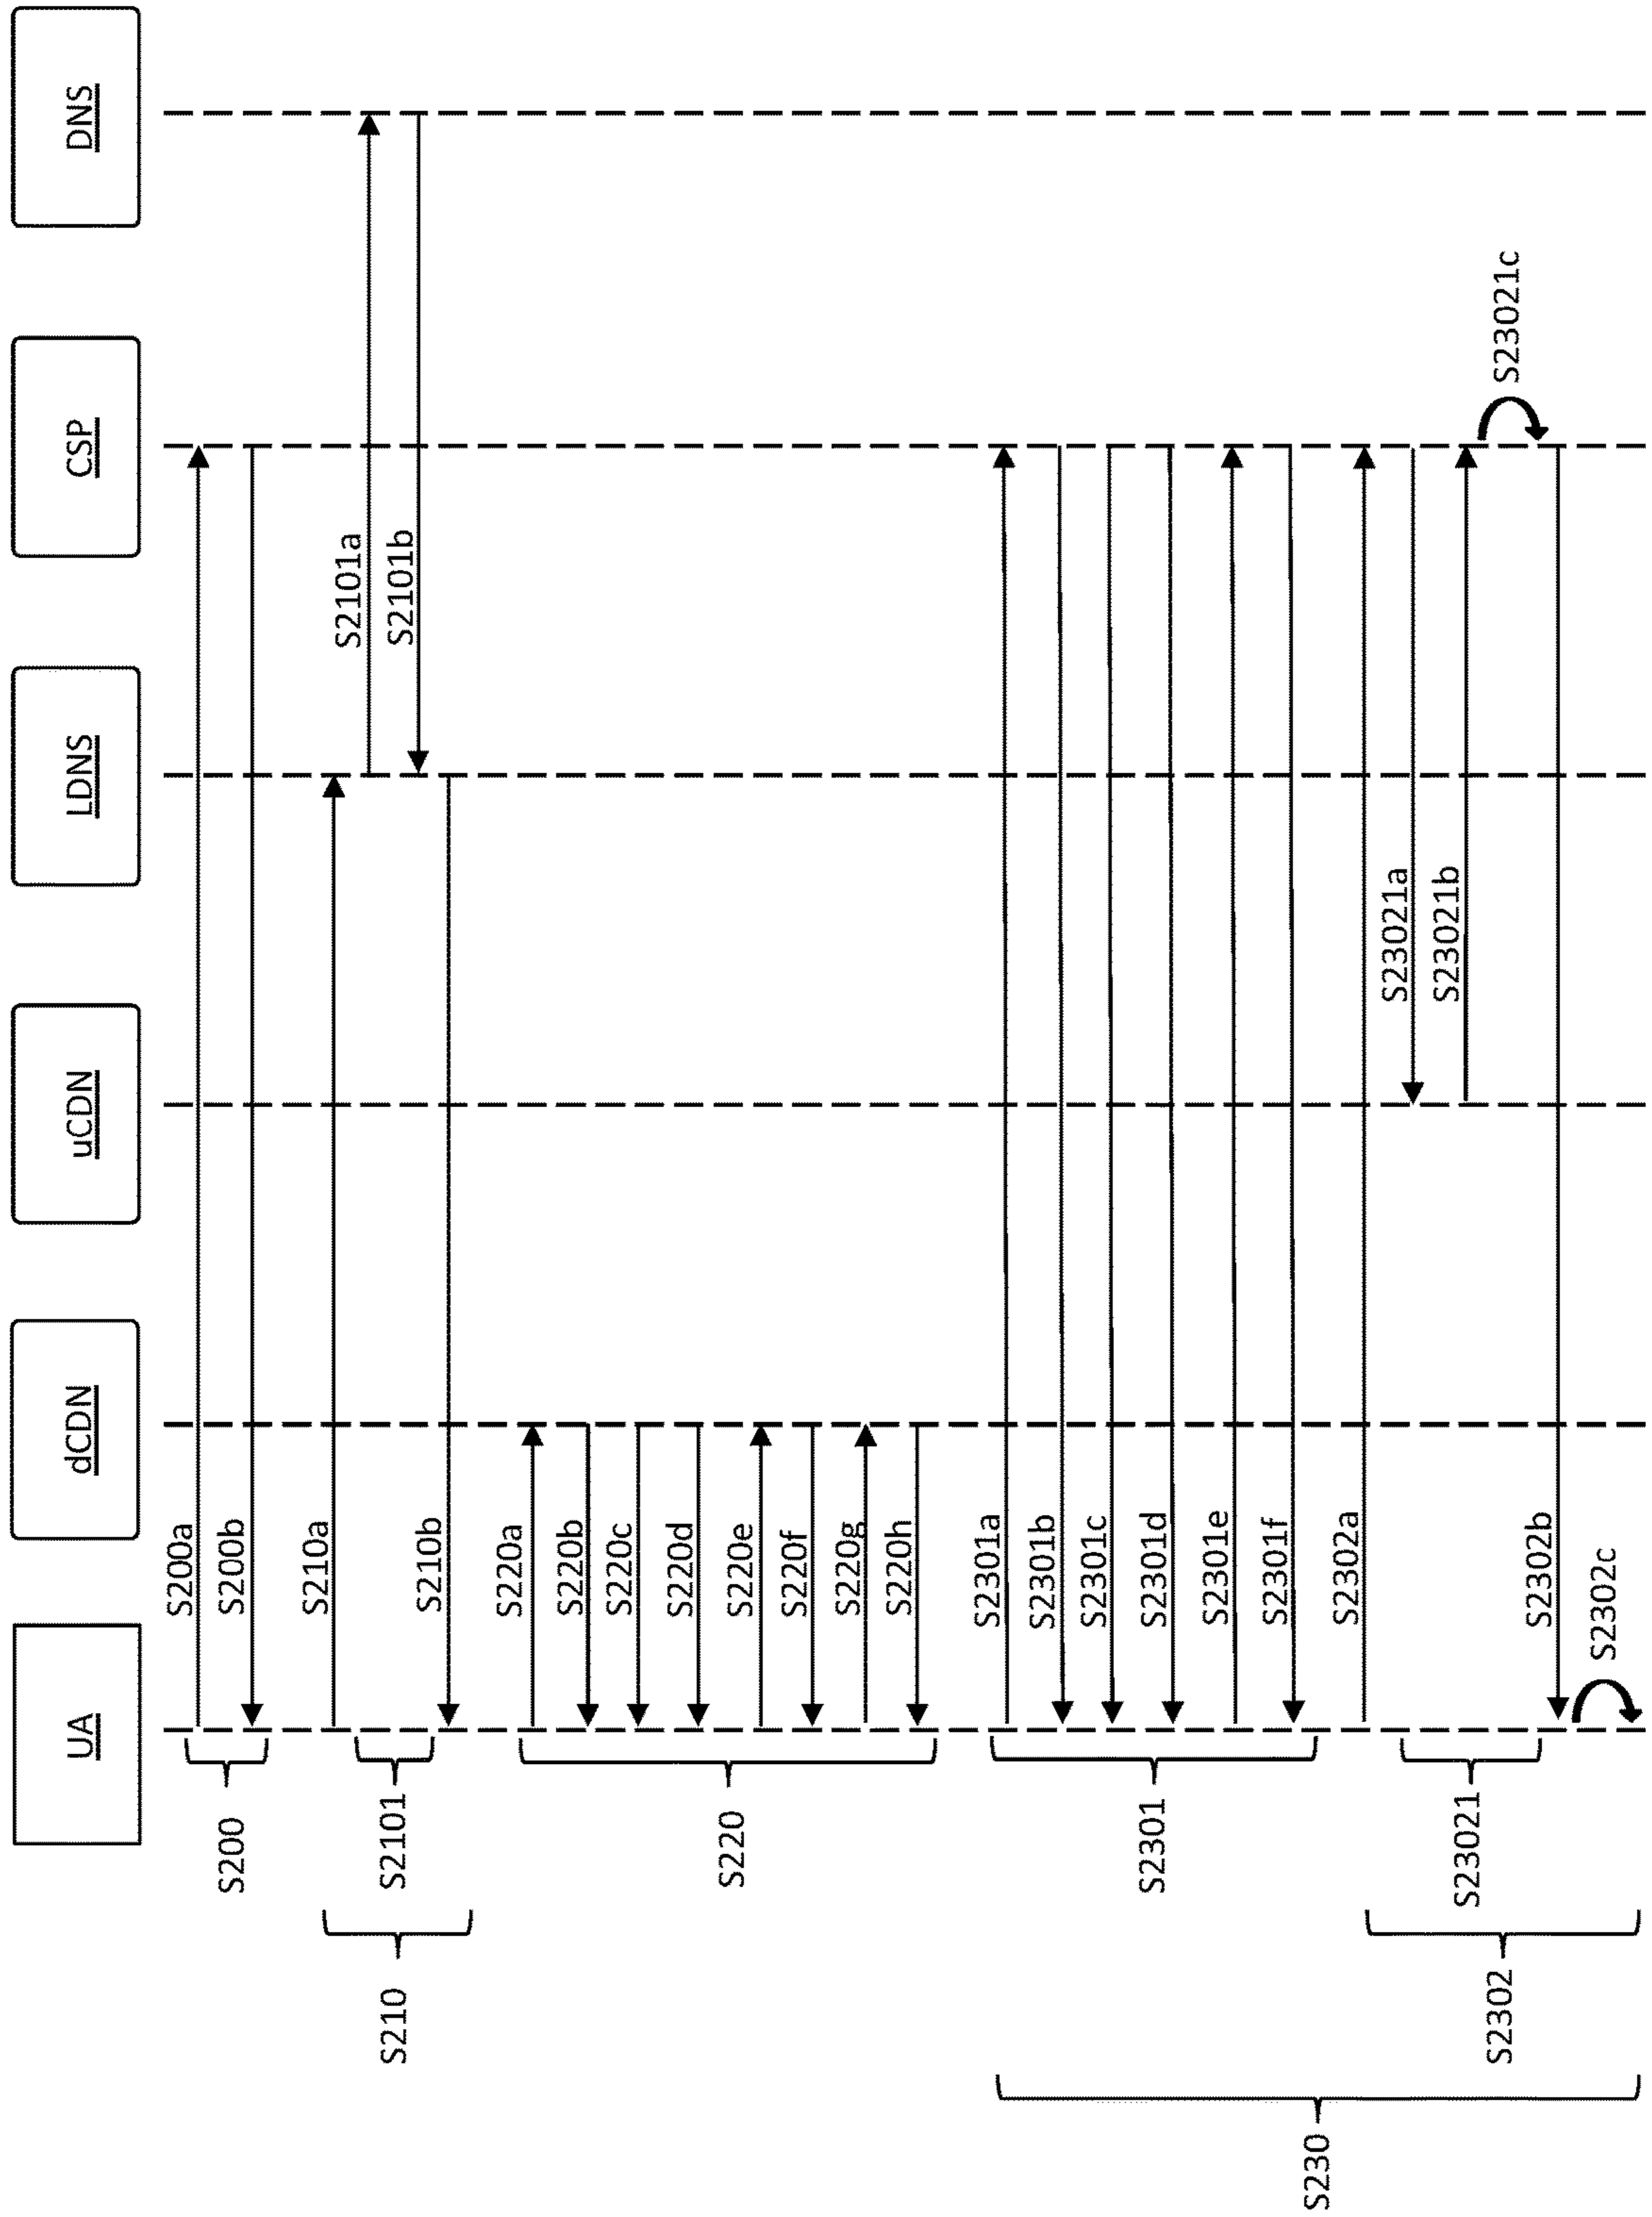 UA
dCDN
uCDN
LDNS
CSP
DNS
S200a
S200b
S200
S210a
S2101a
S2101b
S2101
S210b
S210
S220a
S220b
S220c
S220d
S220e
S220f
S220g
S220h
S220
S2301a
S2301b
S2301c
S2301d
S2301e
S2301f
S2301
S2302a
S23021a
S23021b
S23021c
S23021
S2302b
S2302c
S2302
S230